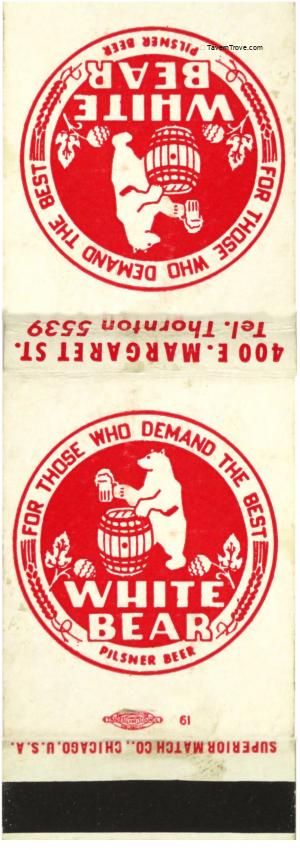 TavernTrove.com
PILSNER BEER
WHITE
BEAR
FOR THOSE WHO DEMAND THE BEST
Tel. Thornton 5539
400 E. MARGARET ST.
FOR THOSE WHO DEMAND THE BEST
WHITE
BEAR
PILSNER BEER
19
SUPERIOR MATCH CO., CHICAGO, U.S.A.